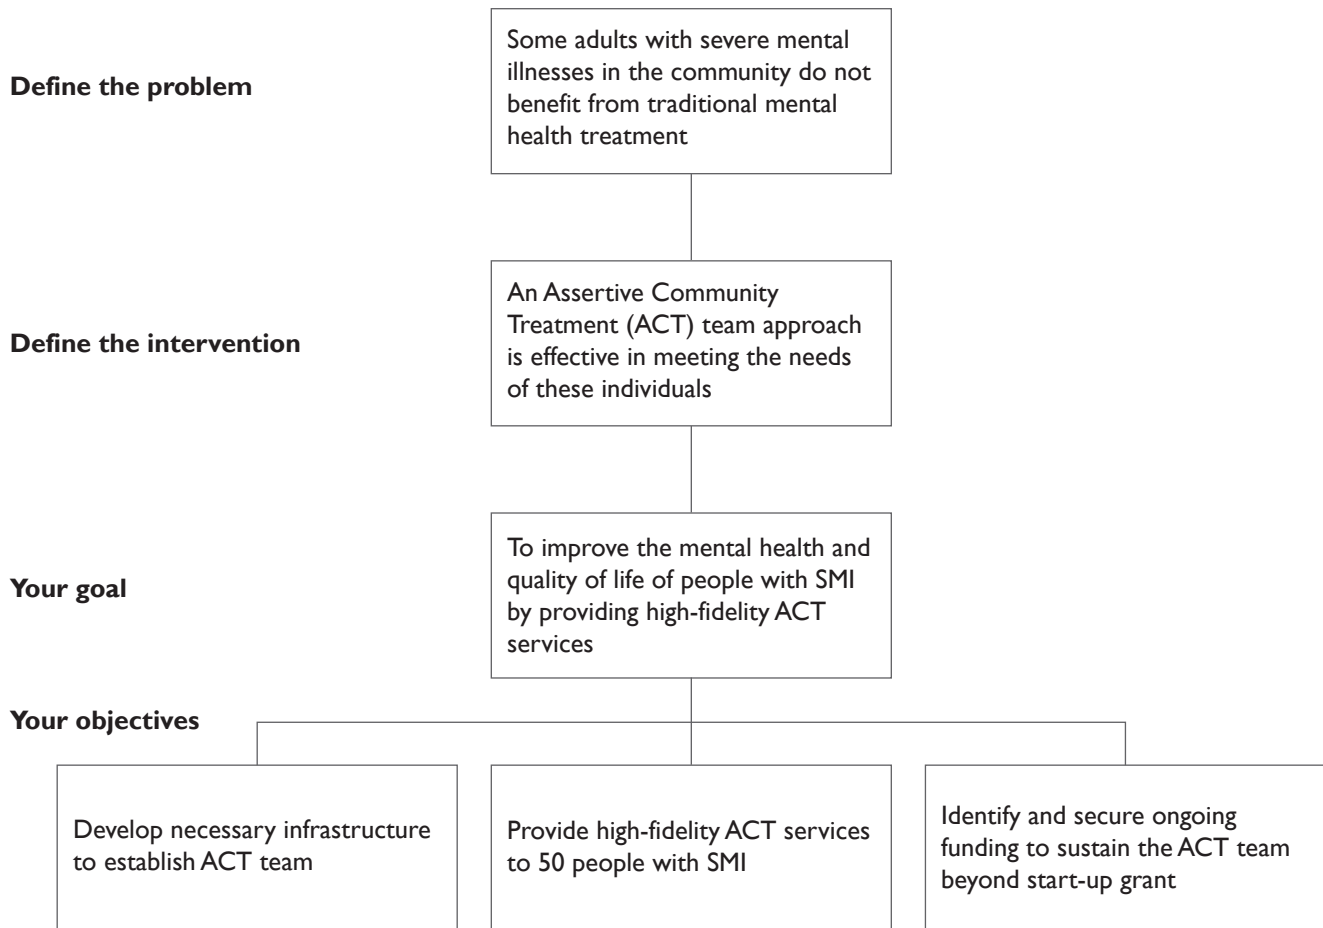 Define the problem
Some adults with severe mental
illnesses in the community do not
benefit from traditional mental
health treatment
Define the intervention
An Assertive Community
Treatment (ACT) team approach
is effective in meeting the needs
of these individuals
Your goal
To improve the mental health and
quality of life of people with SMI
by providing high-fidelity ACT
services
Your objectives
Develop necessary infrastructure
to establish ACT team
Provide high-fidelity ACT services
to 50 people with SMI
Identify and secure ongoing
funding to sustain the ACT team
beyond start-up grant